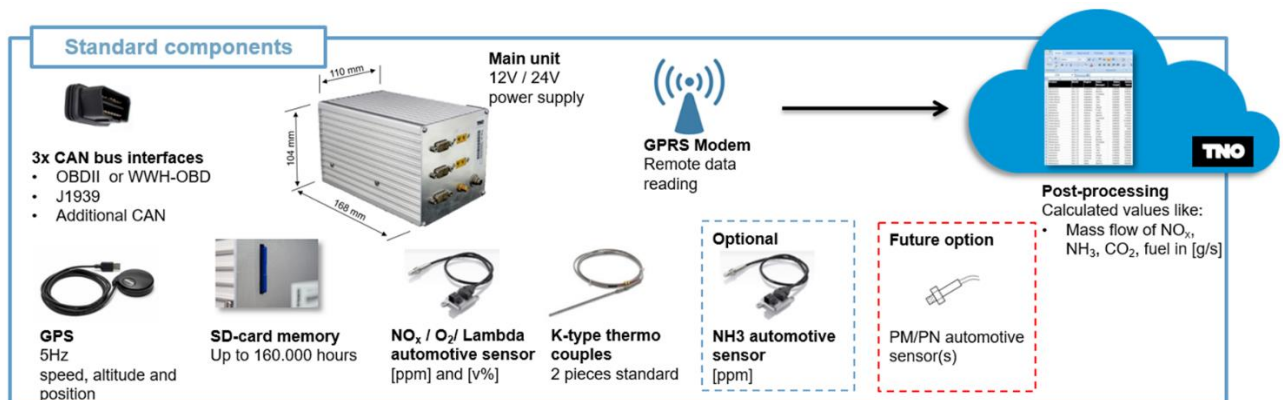 Standard components
3x CAN bus interfaces
• OBDII or WWH-OBD
• J1939
• Additional CAN
110 mm
104 mm
168 mm
Main unit
12V / 24V
power supply
GPRS Modem
Remote data
reading
TNO
Post-processing
Calculated values like:
• Mass flow of NOₓ,
NH₃, CO₂, fuel in [g/s]
GPS
5Hz
speed, altitude and
position
SD-card memory
Up to 160.000 hours
NOₓ / O₂/ Lambda
automotive sensor
[ppm] and [v%]
K-type thermo
couples
2 pieces standard
Optional
NH3 automotive
sensor
[ppm]
Future option
PM/PN automotive
sensor(s)